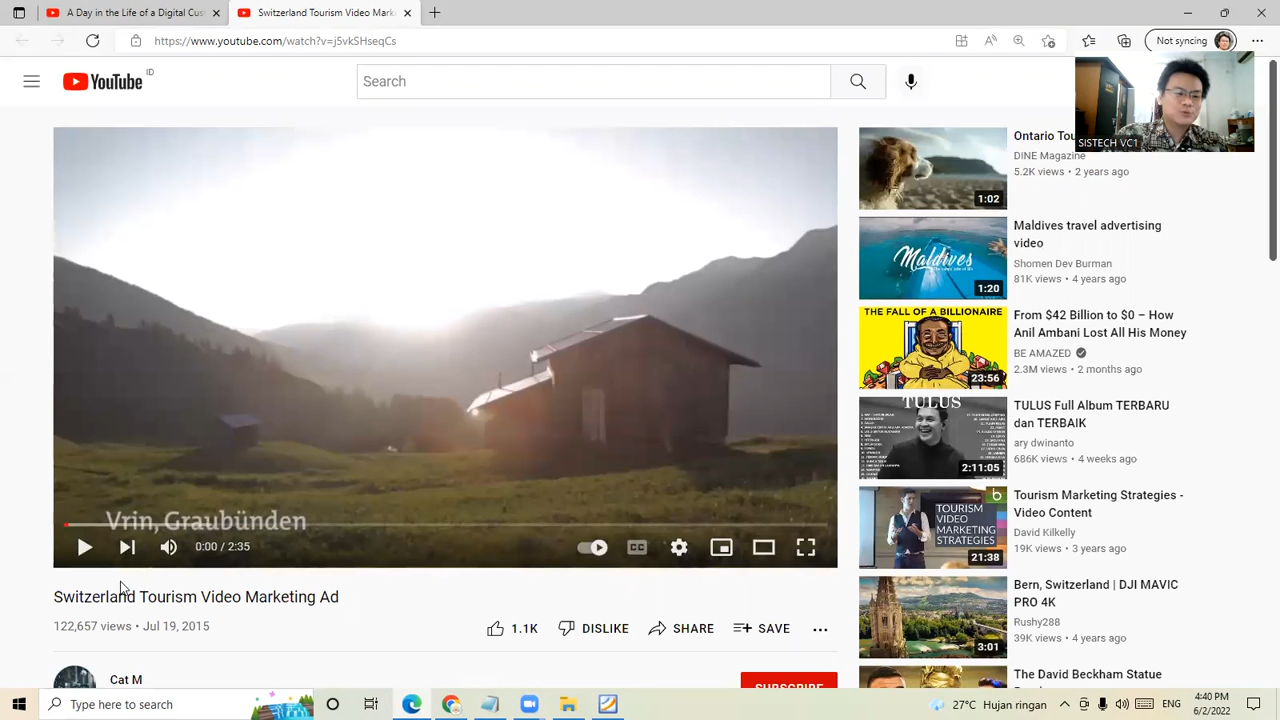 A Day in the Life of a Content Cr
Switzerland Tourism Video Mark
https://www.youtube.com/watch?v=j5vkSHseqCs
Not syncing
YouTube ID
Search
SISTECH VC1
Vrin, Graubünden
0:00 / 2:35
CC
Switzerland Tourism Video Marketing Ad
122,657 views • Jul 19, 2015
1.1K
DISLIKE
SHARE
SAVE
Cat M
SUBSCRIBE
1:02
Ontario Tou
DINE Magazine
5.2K views • 2 years ago
Maldives
1:20
Maldives travel advertising
video
Shomen Dev Burman
81K views • 4 years ago
THE FALL OF A BILLIONAIRE
23:56
From $42 Billion to $0 – How
Anil Ambani Lost All His Money
BE AMAZED
2.3M views • 2 months ago
TULUS
2:11:05
TULUS Full Album TERBARU
dan TERBAIK
ary dwinanto
686K views • 4 weeks ago
b
TOURISM
VIDEO
MARKETING
STRATEGIES
21:38
Tourism Marketing Strategies -
Video Content
David Kilkelly
19K views • 3 years ago
3:01
Bern, Switzerland | DJI MAVIC
PRO 4K
Rushy288
39K views • 4 years ago
The David Beckham Statue
Type here to search
27°C Hujan ringan
ENG
4:40 PM
6/2/2022